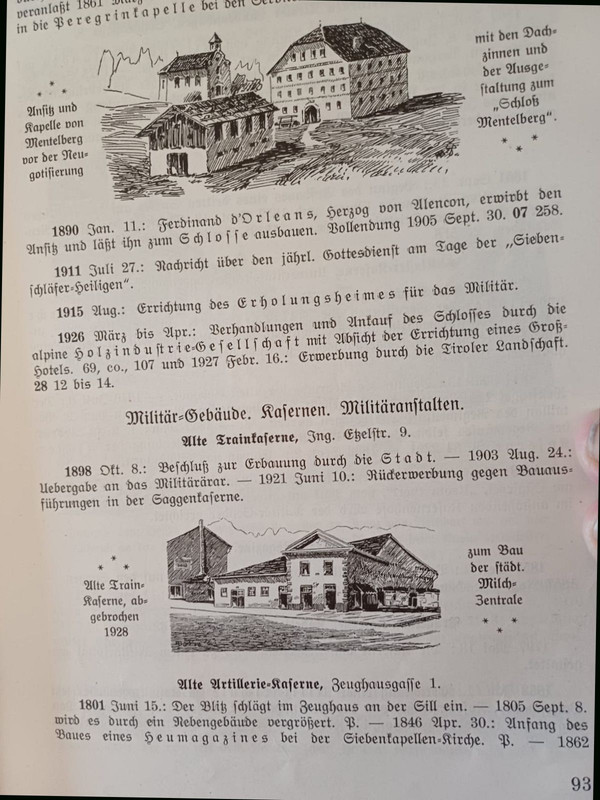 veranlaßt 1861
in die Peregrinkapelle bei den
* * *
Ansitz und
Kapelle von
Mentelberg
vor der Neu-
gotisierung
mit den Dach-
zinnen und
der Ausge-
staltung zum
„Schloß
Mentelberg“.
* * *
1890 Jan. 11.: Ferdinand d'Orleans, Herzog von Alencon, erwirbt den
Ansitz und läßt ihn zum Schlosse ausbauen. Vollendung 1905 Sept. 30. 07 258.
1911 Juli 27.: Nachricht über den jährl. Gottesdienst am Tage der „Sieben-
schläfer-Heiligen“.
1915 Aug.: Errichtung des Erholungsheimes für das Militär.
1926 März bis Apr.: Verhandlungen und Ankauf des Schlosses durch die
alpine Holzindustrie-Gesellschaft mit Absicht der Errichtung eines Groß-
Hotels. 69, co., 107 und 1927 Febr. 16.: Erwerbung durch die Tiroler Landschaft.
28 12 bis 14.
Militär-Gebäude. Kasernen. Militäranstalten.
Alte Trainkaserne, Ing. Etzelstr. 9.
1898 Okt. 8.: Beschluß zur Erbauung durch die Stadt. — 1903 Aug. 24.:
Uebergabe an das Militärärar. — 1921 Juni 10.: Rückerwerbung gegen Bauaus-
führungen in der Saggenkaserne.
* * *
Alte Train-
Kaserne, ab-
gebrochen
1928
zum Bau
der städt.
Milch-
Zentrale
* * *
Alte Artillerie-Kaserne, Zeughausgasse 1.
1801 Juni 15.: Der Blitz schlägt im Zeughaus an der Sill ein. — 1805 Sept. 8.
wird es durch ein Nebengebäude vergrößert. P. — 1846 Apr. 30.: Anfang des
Baues eines Heumagazines bei der Siebenkapellen-Kirche. P. — 1862
93